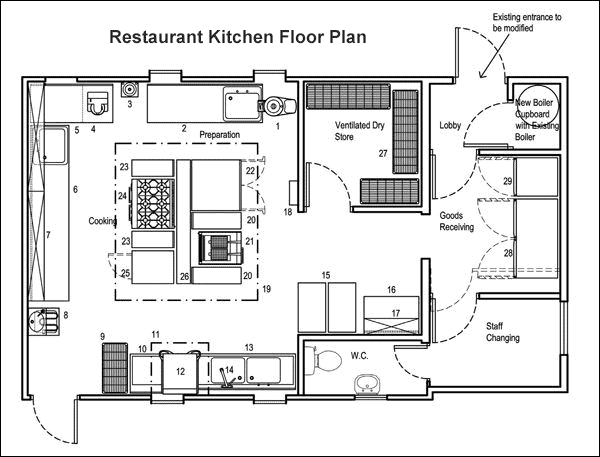 Restaurant Kitchen Floor Plan
Existing entrance to
be modified
New Boiler
Cupboard
with Existing
Boiler
Lobby
Ventilated Dry
Store
27
5
4
3
2
1
Preparation
6
7
8
Cooking
23
24
23
25
26
22
20
21
20
19
18
Goods
Receiving
29
28
15
16
17
Staff
Changing
W.C.
9
10
11
12
13
14